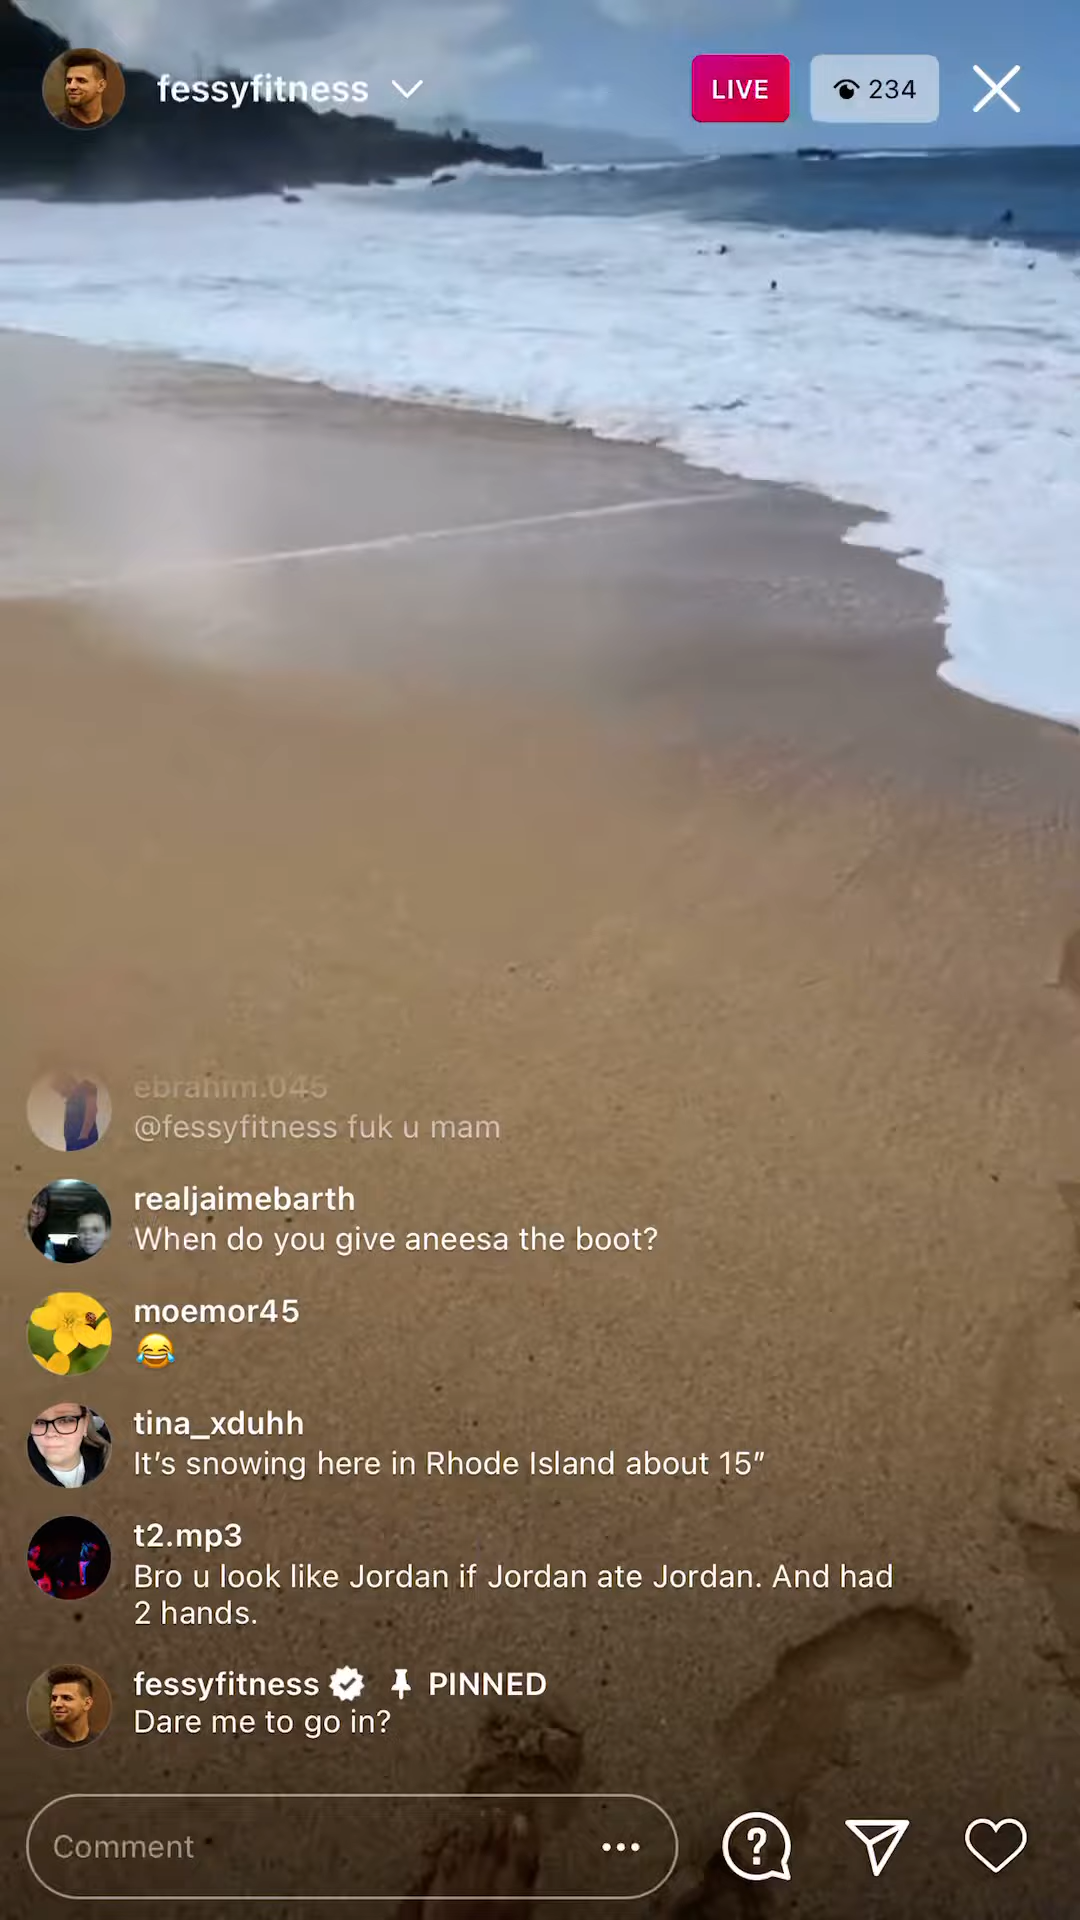 fessyfitness
LIVE
234
ebrahim.045
@fessyfitness fuk u mam
realjaimebarth
When do you give aneesa the boot?
moemor45
😂
tina_xduhh
It’s snowing here in Rhode Island about 15”
t2.mp3
Bro u look like Jordan if Jordan ate Jordan. And had
2 hands.
fessyfitness PINNED
Dare me to go in?
Comment